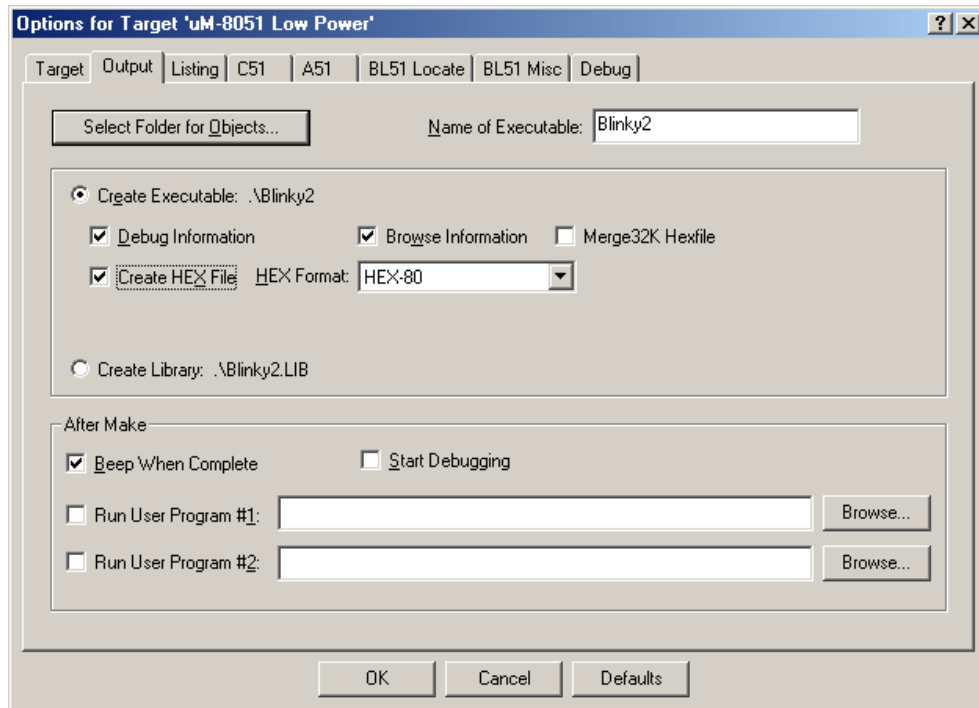 Options for Target 'uM-8051 Low Power'
Target Output Listing C51 A51 BL51 Locate BL51 Misc Debug
Select Folder for Objects... Name of Executable: Blinky2
Create Executable: .\Blinky2
Debug Information Browse Information Merge32K Hexfile
Create HEX File HEX Format: HEX-80
Create Library: .\Blinky2.LIB
After Make
Beep When Complete Start Debugging
Run User Program #1: Browse...
Run User Program #2: Browse...
OK Cancel Defaults